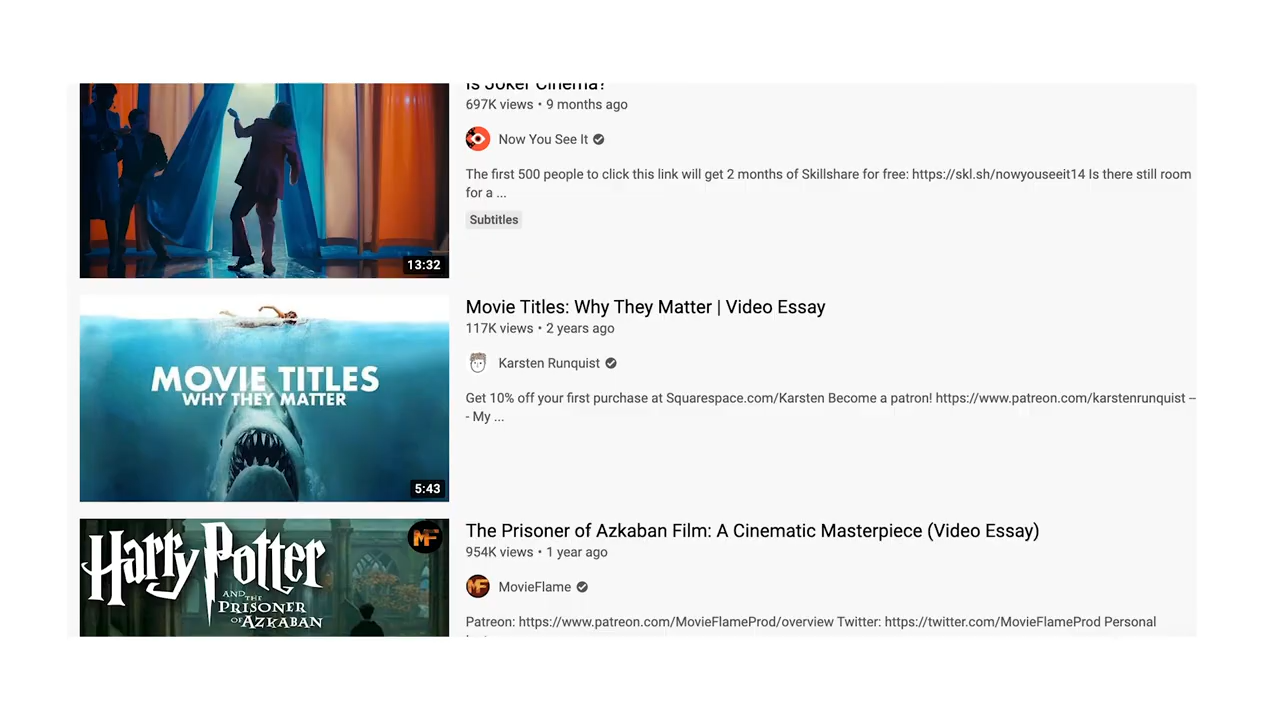 Is Joker Cinema?
697K views • 9 months ago
Now You See It
The first 500 people to click this link will get 2 months of Skillshare for free: https://skl.sh/nowyouseeit14 Is there still room
for a ...
Subtitles
13:32
Movie Titles: Why They Matter | Video Essay
117K views • 2 years ago
Karsten Runquist
MOVIE TITLES
WHY THEY MATTER
Get 10% off your first purchase at Squarespace.com/Karsten Become a patron! https://www.patreon.com/karstenrunquist --
- My ...
5:43
The Prisoner of Azkaban Film: A Cinematic Masterpiece (Video Essay)
954K views • 1 year ago
MovieFlame
Harry Potter
AND THE
PRISONER
OF AZKABAN
MF
MF
Patreon: https://www.patreon.com/MovieFlameProd/overview Twitter: https://twitter.com/MovieFlameProd Personal